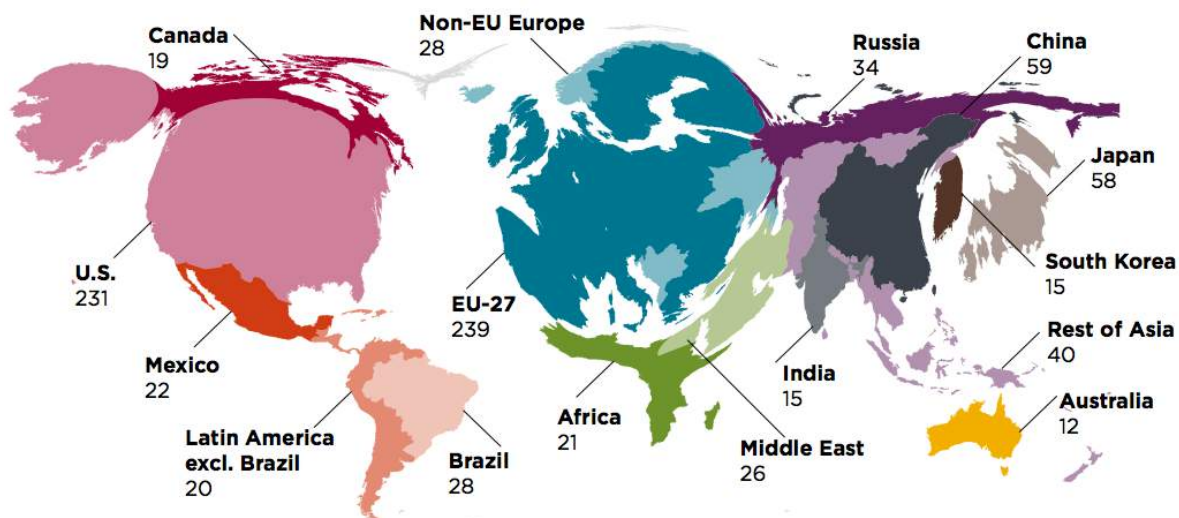 Canada
19
Non-EU Europe
28
Russia
34
China
59
Japan
58
U.S.
231
EU-27
239
South Korea
15
Mexico
22
India
15
Rest of Asia
40
Africa
21
Australia
12
Latin America
excl. Brazil
20
Brazil
28
Middle East
26